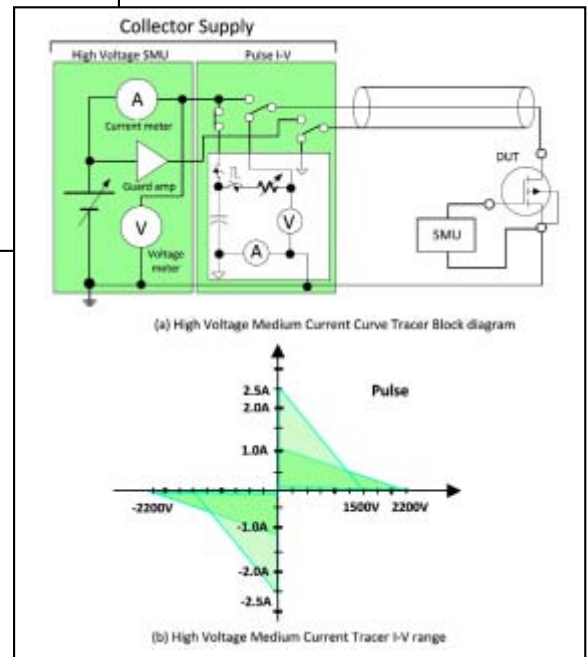 Collector Supply
High Voltage SMU Pulse I-V
A
Current meter
Guard amp
DUT
V
V
SMU
A
Voltage
meter
(a) High Voltage Medium Current Curve Tracer Block diagram
2.5A Pulse
2.0A
1.0A
-2200V 1500V 2200V
-1.0A
-2.0A
-2.5A
(b) High Voltage Medium Current Tracer I-V range